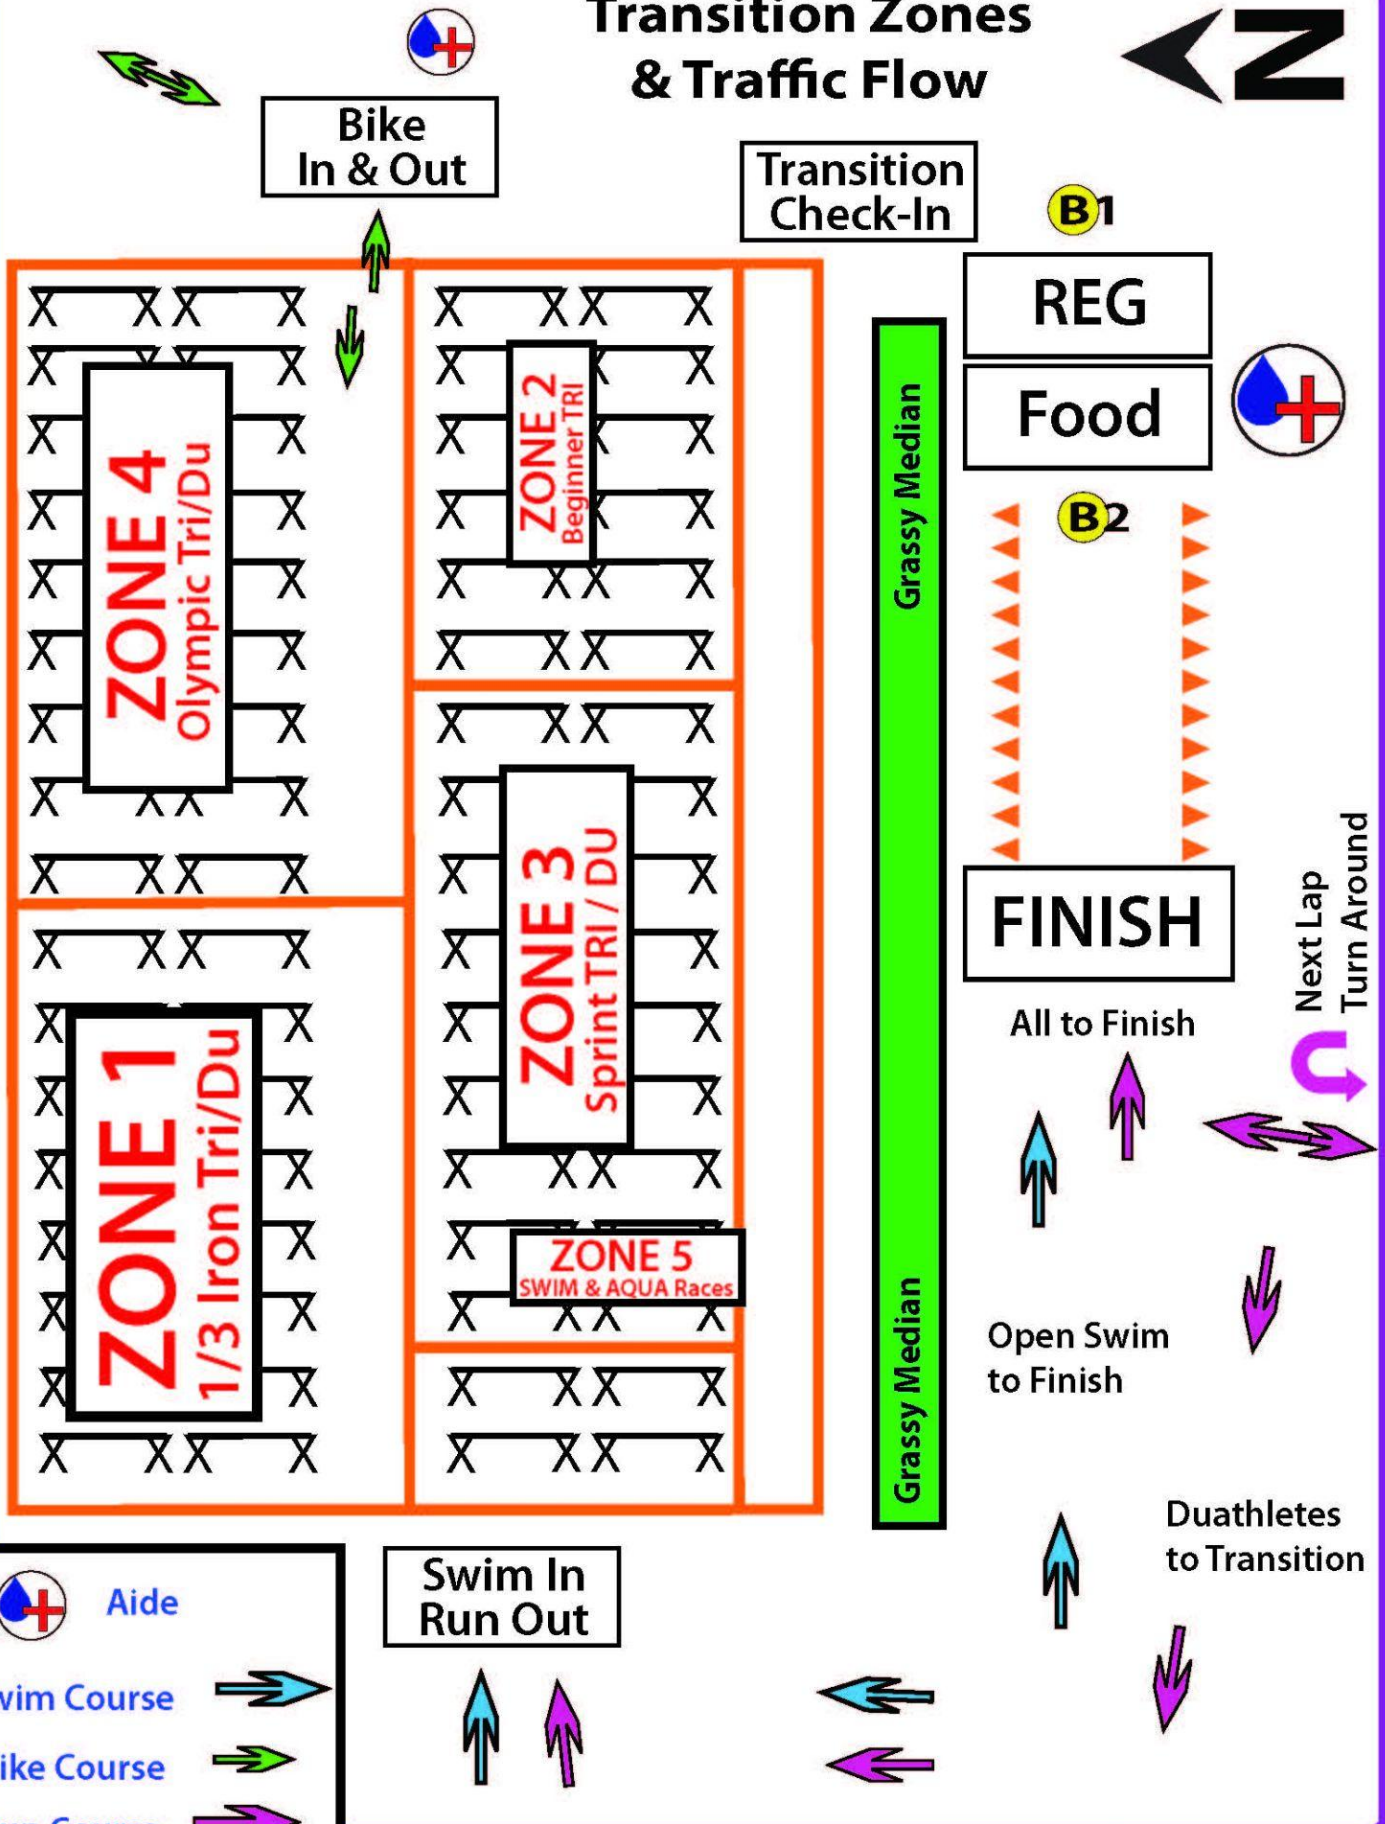 Transition Zones
& Traffic Flow
N
Bike
In & Out
Transition
Check-In
B1
REG
Food
B2
ZONE 4
Olympic Tri/Du
ZONE 2
Beginner TRI
Grassy Median
ZONE 3
Sprint TRI / DU
FINISH
Next Lap
Turn Around
All to Finish
ZONE 1
1/3 Iron Tri/Du
ZONE 5
SWIM & AQUA Races
Open Swim
to Finish
Grassy Median
Duathletes
to Transition
Swim In
Run Out
Aide
wim Course
ike Course